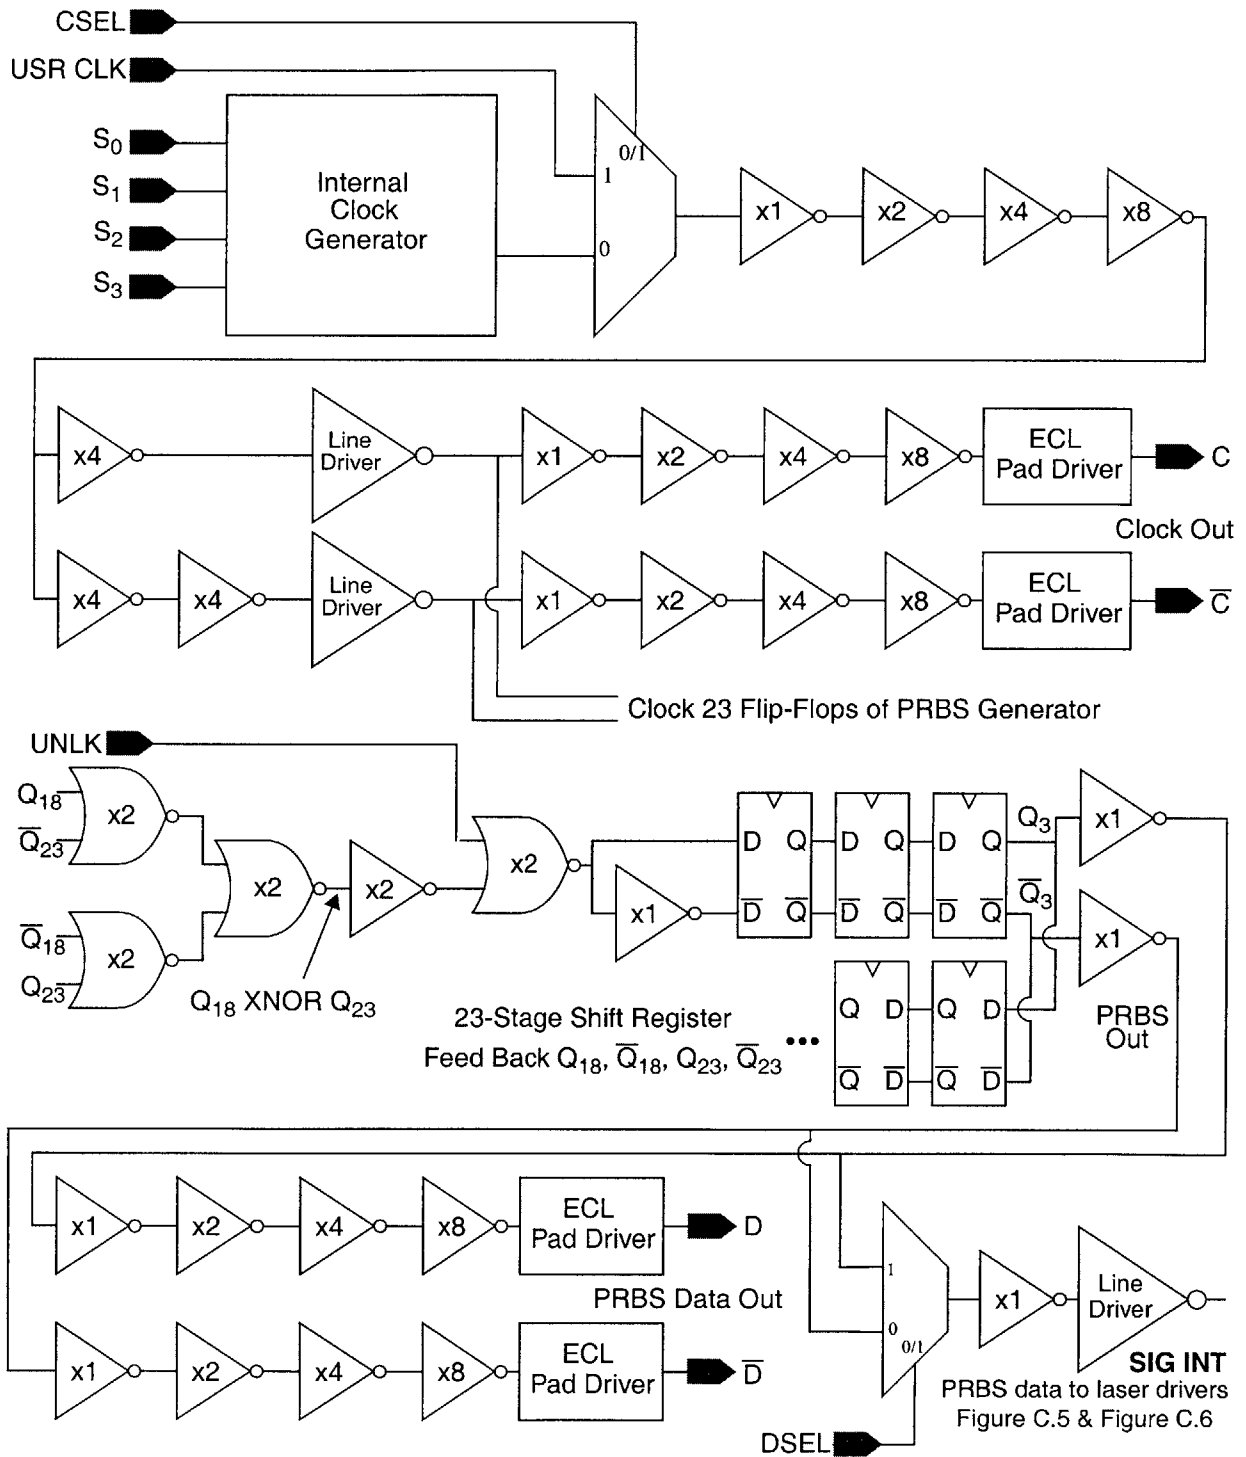 CSEL
USR CLK
S0
S1
S2
S3
Internal
Clock
Generator
0/1
1
0
x1
x2
x4
x8
x4
Line
Driver
x1
x2
x4
x8
ECL
Pad Driver
C
Clock Out
x4
x4
Line
Driver
x1
x2
x4
x8
ECL
Pad Driver
C̅
Clock 23 Flip-Flops of PRBS Generator
UNLK
Q18
Q̅23
x2
Q̅18
Q23
x2
x2
x2
Q18 XNOR Q23
x2
x1
D Q
D̅ Q̅
D Q
D̅ Q̅
D Q
D̅ Q̅
Q3
Q̅3
x1
x1
PRBS
Out
Q D
Q̅ D̅
Q D
Q̅ D̅
23-Stage Shift Register
Feed Back Q18, Q̅18, Q23, Q̅23 •••
x1
x2
x4
x8
ECL
Pad Driver
D
PRBS Data Out
x1
x2
x4
x8
ECL
Pad Driver
D̅
1
0
0/1
DSEL
x1
Line
Driver
SIG INT
PRBS data to laser drivers
Figure C.5 & Figure C.6